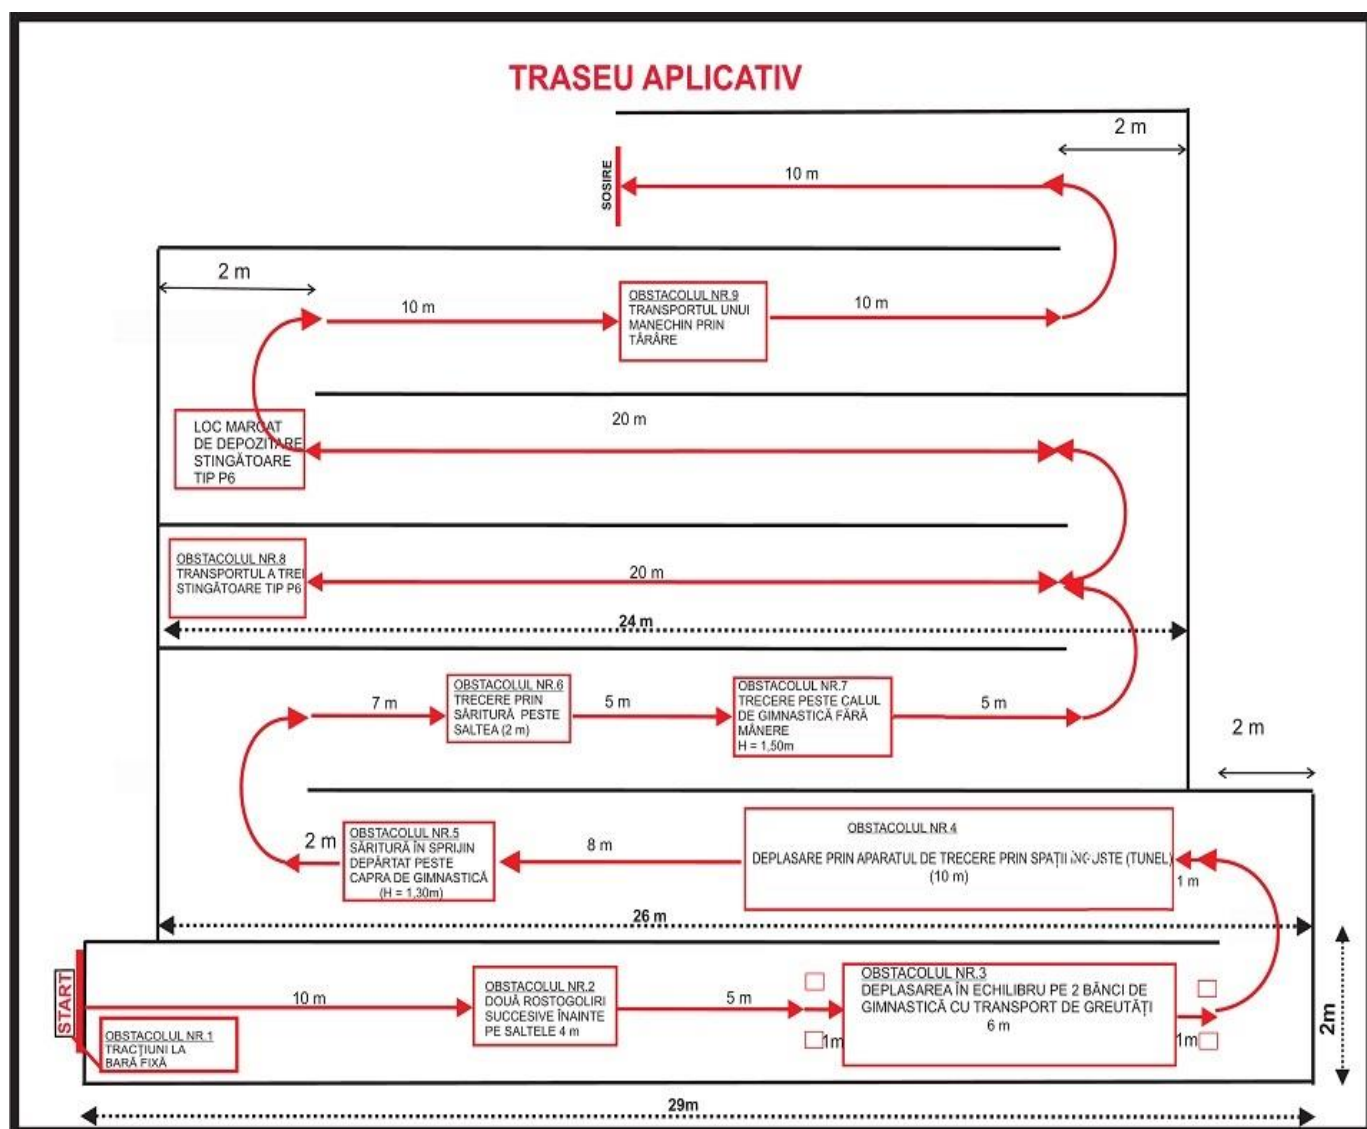 TRASEU APLICATIV
2 m
SOSIRE
10 m
2 m
10 m
OBSTACOLUL NR.9
TRANSPORTUL UNUI
MANECHIN PRIN
TÂRÂRE
10 m
20 m
LOC MARCAT
DE DEPOZITARE
STINGĂTOARE
TIP P6
OBSTACOLUL NR.8
TRANSPORTUL A TREI
STINGĂTOARE TIP P6
20 m
24 m
7 m
OBSTACOLUL NR.6
TRECERE PRIN
SĂRITURĂ PESTE
SALTEA (2 m)
5 m
OBSTACOLUL NR.7
TRECERE PESTE CALUL
DE GIMNASTICĂ FĂRĂ
MÂNERE
H = 1,50m
5 m
2 m
2 m
OBSTACOLUL NR.5
SĂRITURĂ ÎN SPRIJIN
DEPĂRTAT PESTE
CAPRA DE GIMNASTICĂ
(H = 1,30m)
8 m
OBSTACOLUL NR.4
DEPLASARE PRIN APARATUL DE TRECERE PRIN SPAȚII ÎNGUSTE (TUNEL)
(10 m)
1 m
26 m
START
OBSTACOLUL NR.1
TRACȚIUNI LA
BARĂ FIXĂ
10 m
OBSTACOLUL NR.2
DOUĂ ROSTOGOLIRI
SUCCESIVE ÎNAINTE
PE SALTELE 4 m
5 m
1m
OBSTACOLUL NR.3
DEPLASAREA ÎN ECHILIBRU PE 2 BĂNCI DE
GIMNASTICĂ CU TRANSPORT DE GREUTĂȚI
6 m
1m
2m
29m